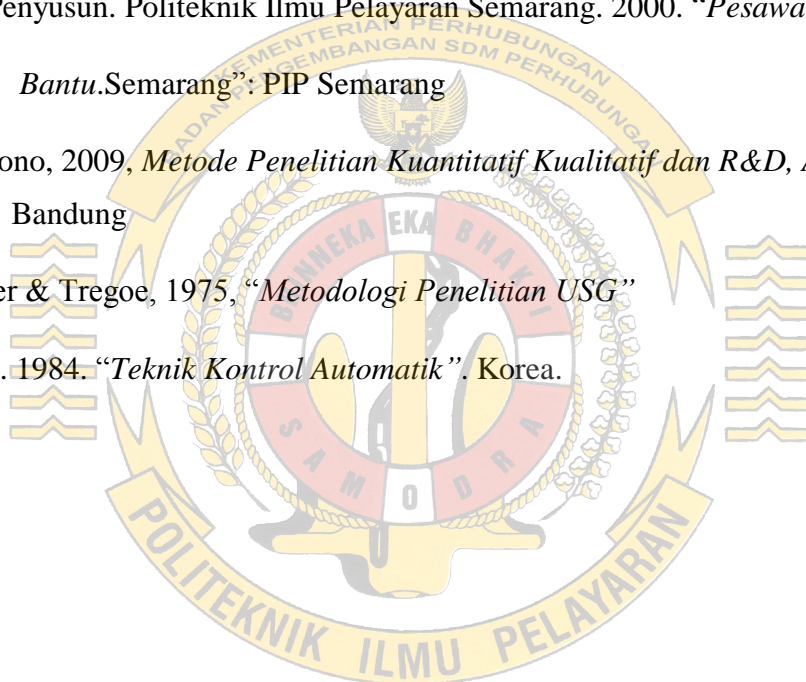 Penyusun. Politeknik Ilmu Pelayaran Semarang. 2000. “Pesawa
Bantu.Semarang”: PIP Semarang
ono, 2009, Metode Penelitian Kuantitatif Kualitatif dan R&D, A
Bandung
er & Tregoe, 1975, “Metodologi Penelitian USG”
. 1984. “Teknik Kontrol Automatik”. Korea.
KEMENTERIAN PERHUBUNGAN
BADAN PENGEMBANGAN SDM PERHUBUNGAN
BHINNEKA EKA BHAKTI
SAMODRA
POLITEKNIK ILMU PELAYARAN